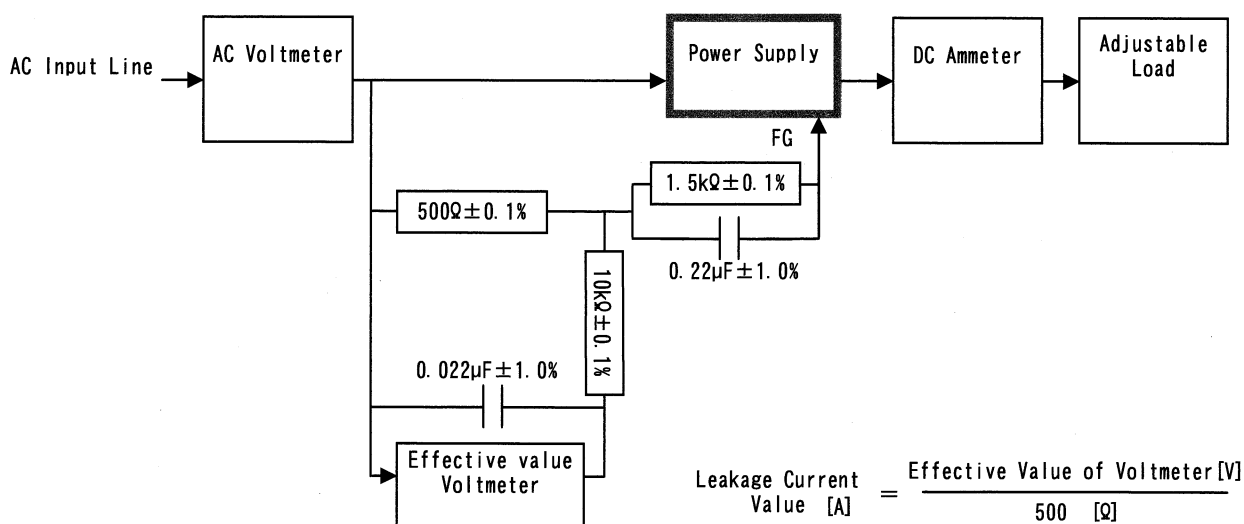 AC Input Line
AC Voltmeter
Power Supply
DC Ammeter
Adjustable
Load
FG
1.5kΩ±0.1%
500Ω±0.1%
0.22μF±1.0%
10kΩ±0.1%
0.022μF±1.0%
Effective value
Voltmeter
Leakage Current
Value [A]
=
Effective Value of Voltmeter[V]
500 [Ω]